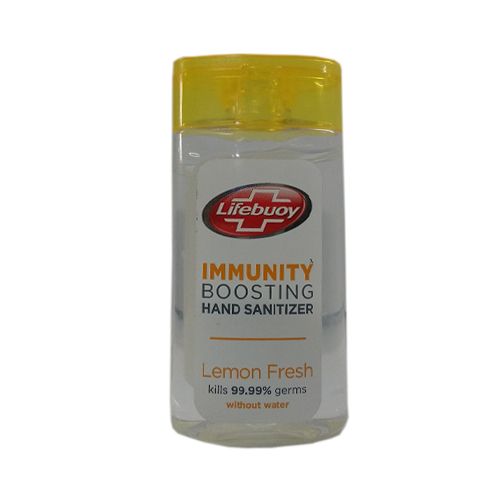 Lifebuoy
IMMUNITY
BOOSTING
HAND SANITIZER
Lemon Fresh
kills 99.99% germs
without water